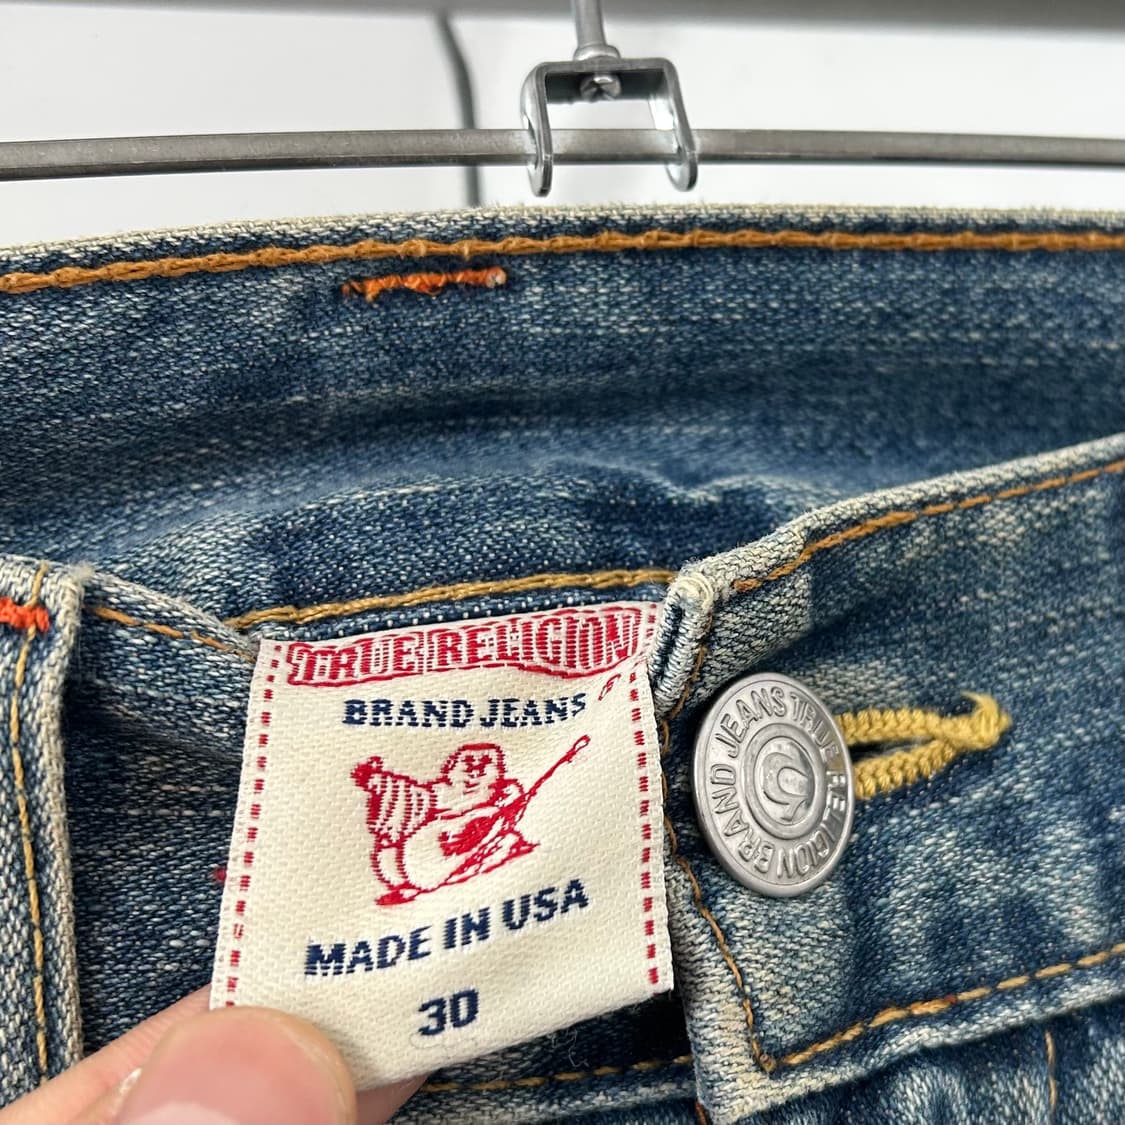 TRUE RELIGION
BRAND JEANS
MADE IN USA
30
TRUE RELIGION BRAND JEANS